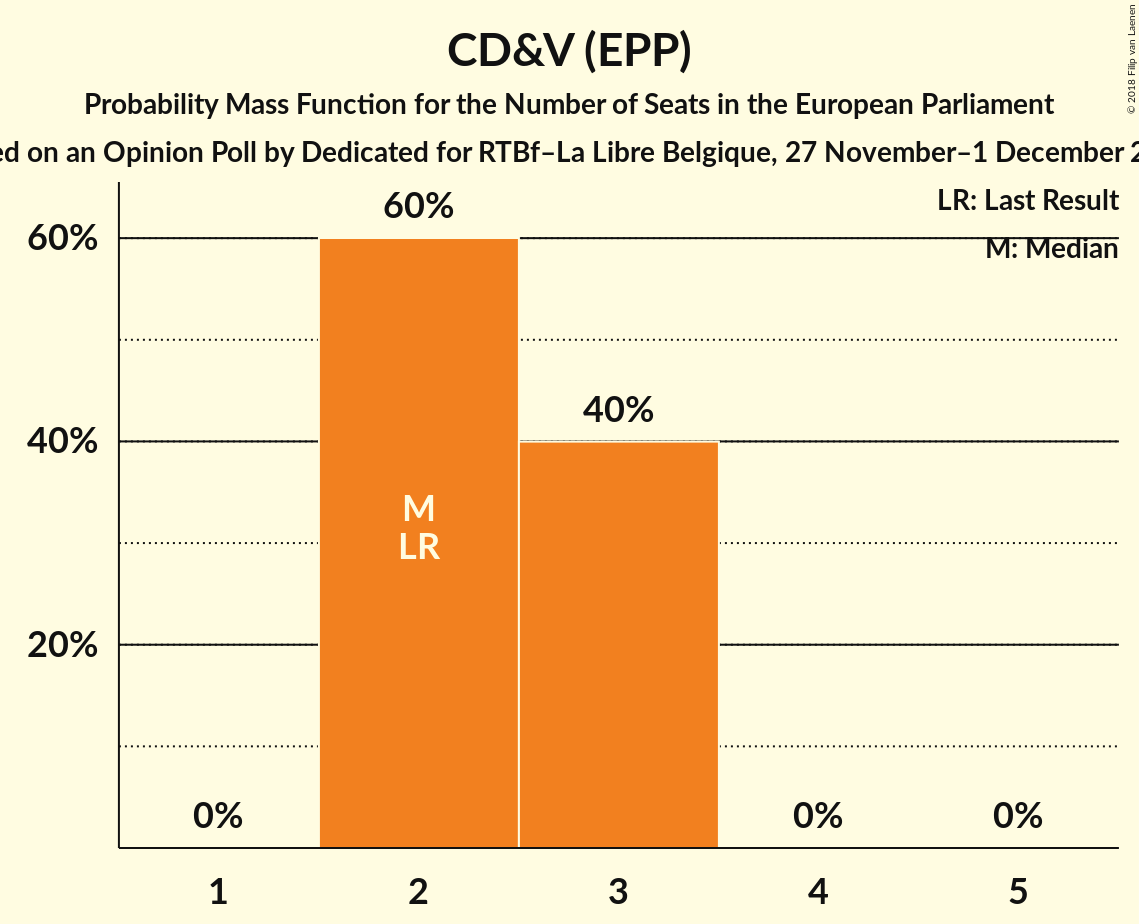 CD&V (EPP)
Probability Mass Function for the Number of Seats in the European Parliament
on an Opinion Poll by Dedicated for RTBf–La Libre Belgique, 27 November–1 December
© 2018 Filip van Laenen
LR: Last Result
M: Median
60%
40%
20%
60%
40%
M
LR
0%
0%
0%
1
2
3
4
5